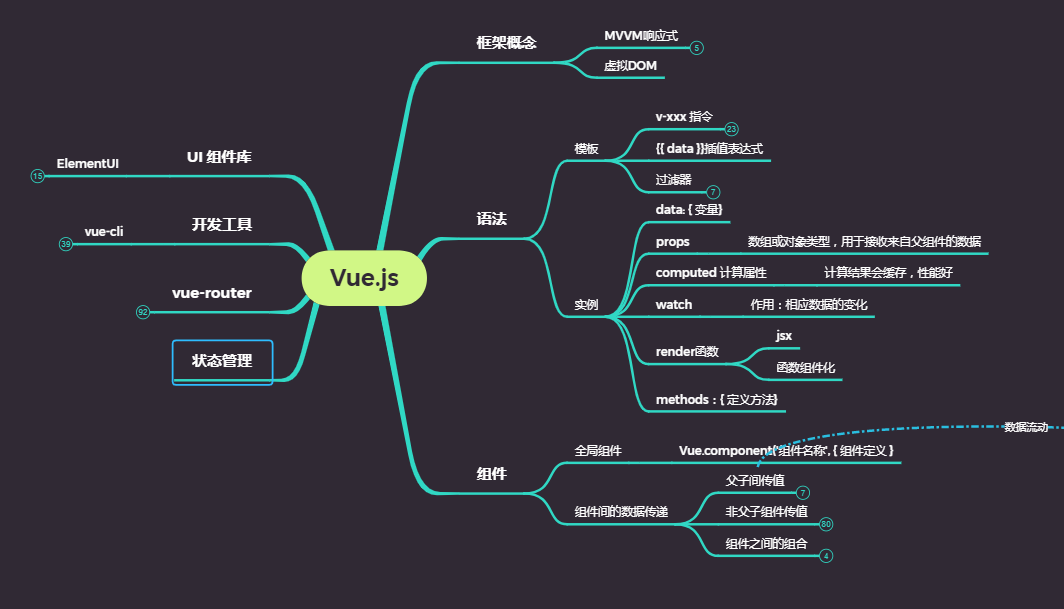 Vue.js
框架概念
MVVM响应式
5
虚拟DOM
语法
模板
v-xxx 指令
23
{{ data }}插值表达式
过滤器
7
实例
data: { 变量}
props
数组或对象类型，用于接收来自父组件的数据
computed 计算属性
计算结果会缓存，性能好
watch
作用：相应数据的变化
render函数
jsx
函数组件化
methods：{ 定义方法}
组件
全局组件
Vue.component('组件名称', { 组件定义 }
数据流动
组件间的数据传递
父子间传值
7
非父子组件传值
80
组件之间的组合
4
UI 组件库
ElementUI
15
开发工具
vue-cli
39
vue-router
92
状态管理